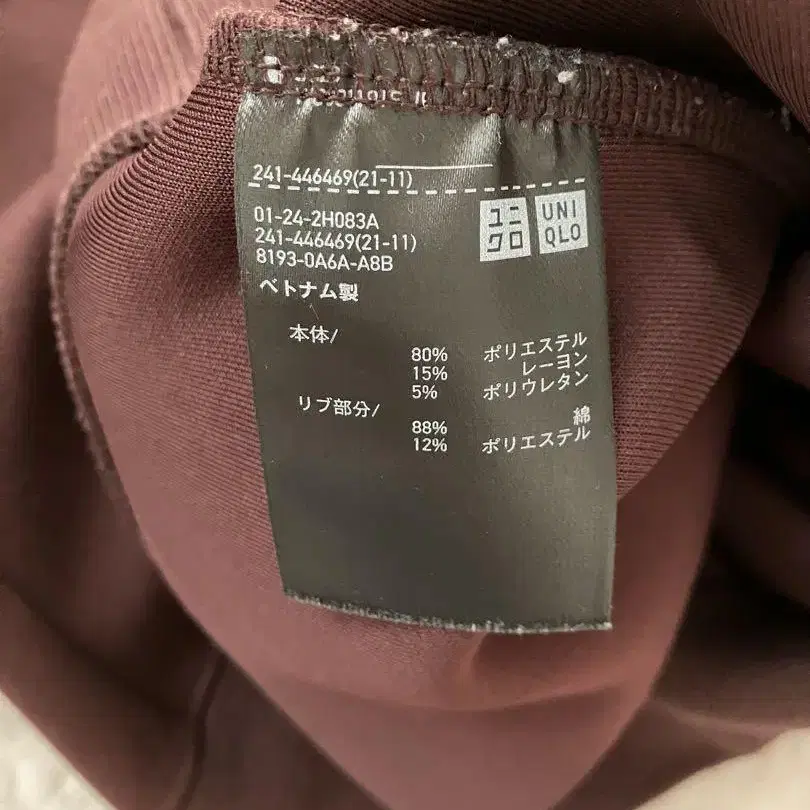 241-446469(21-11)
01-24-2H083A
241-446469(21-11)
8193-0A6A-A8B
ユニクロ
UNIQLO
ベトナム製
本体/
80% ポリエステル
15% レーヨン
5% ポリウレタン
リブ部分/
88% 綿
12% ポリエステル